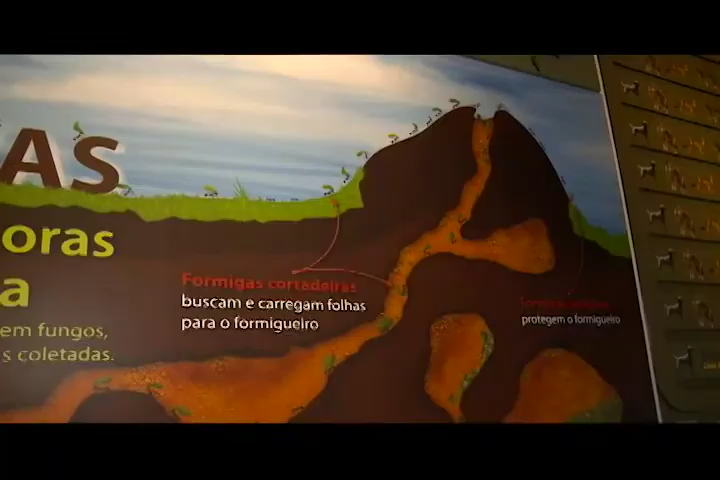 AS
oras
a
em fungos,
s coletadas.
Formigas cortadeiras
buscam e carregam folhas
para o formigueiro
protegem o formigueiro